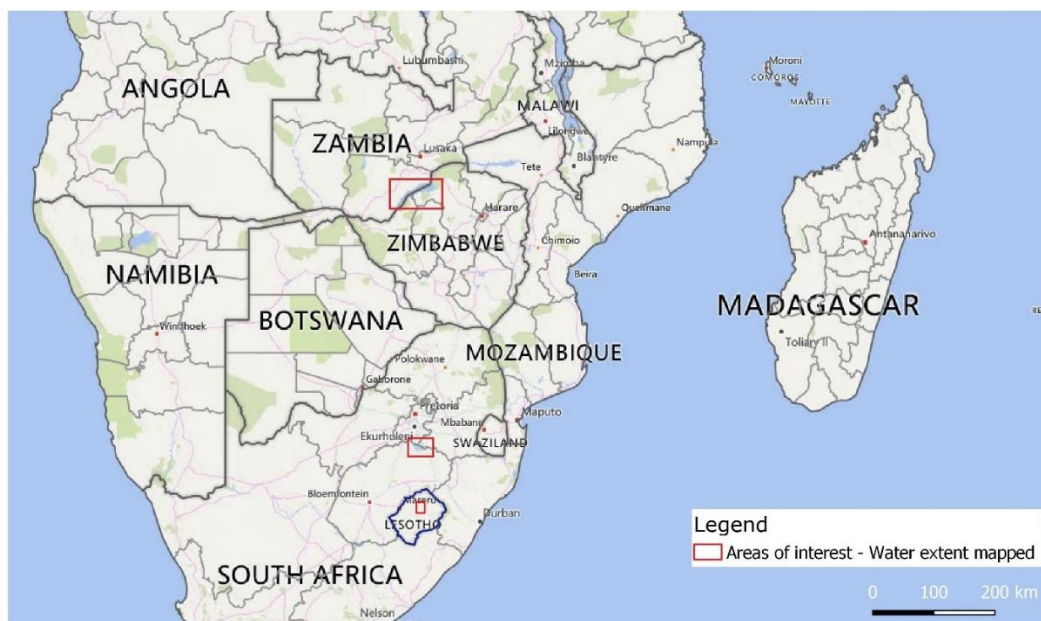 Moroni
COMOROS
Lubumbashi
Mzimba
ANGOLA
MAYOTTE
MALAWI
ZAMBIA
Lilongwe
Lusaka
Nampula
Tete
Blantyre
Harare
Quelimane
ZIMBABWE
Chimoio
Antananarivo
NAMIBIA
Beira
MADAGASCAR
RE
BOTSWANA
Windhoek
Toliary II
MOZAMBIQUE
Polokwane
Gaborone
Pretoria
Maputo
Mbabane
Ekurhuleni
SWAZILAND
Bloemfontein
Maseru
LESOTHO
Durban
Legend
Areas of interest - Water extent mapped
SOUTH AFRICA
0 100 200 km
Nelson